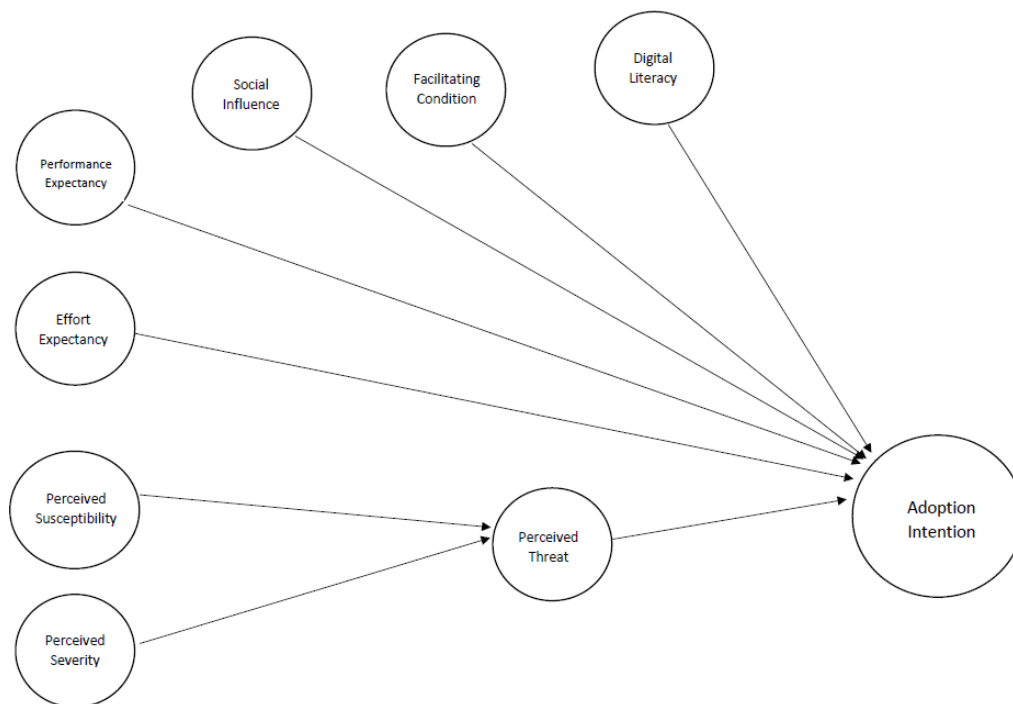 Digital
Literacy
Social
Influence
Facilitating
Condition
Performance
Expectancy
Effort
Expectancy
Perceived
Susceptibility
Perceived
Threat
Adoption
Intention
Perceived
Severity